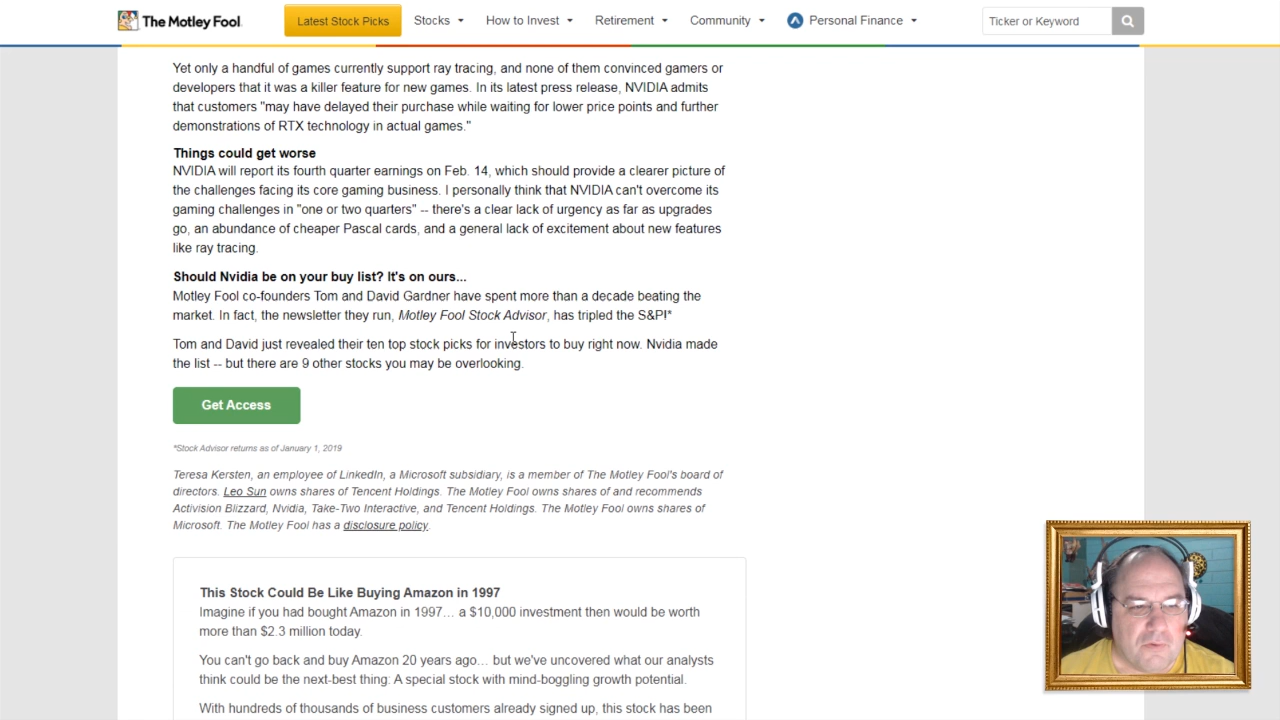 The Motley Fool.
Latest Stock Picks
Stocks
How to Invest
Retirement
Community
Personal Finance
Ticker or Keyword
Yet only a handful of games currently support ray tracing, and none of them convinced gamers or
developers that it was a killer feature for new games. In its latest press release, NVIDIA admits
that customers "may have delayed their purchase while waiting for lower price points and further
demonstrations of RTX technology in actual games."
Things could get worse
NVIDIA will report its fourth quarter earnings on Feb. 14, which should provide a clearer picture of
the challenges facing its core gaming business. I personally think that NVIDIA can't overcome its
gaming challenges in "one or two quarters" -- there's a clear lack of urgency as far as upgrades
go, an abundance of cheaper Pascal cards, and a general lack of excitement about new features
like ray tracing.
Should Nvidia be on your buy list? It's on ours...
Motley Fool co-founders Tom and David Gardner have spent more than a decade beating the
market. In fact, the newsletter they run, Motley Fool Stock Advisor, has tripled the S&P!*
Tom and David just revealed their ten top stock picks for investors to buy right now. Nvidia made
the list -- but there are 9 other stocks you may be overlooking.
Get Access
*Stock Advisor returns as of January 1, 2019
Teresa Kersten, an employee of LinkedIn, a Microsoft subsidiary, is a member of The Motley Fool's board of
directors. Leo Sun owns shares of Tencent Holdings. The Motley Fool owns shares of and recommends
Activision Blizzard, Nvidia, Take-Two Interactive, and Tencent Holdings. The Motley Fool owns shares of
Microsoft. The Motley Fool has a disclosure policy.
This Stock Could Be Like Buying Amazon in 1997
Imagine if you had bought Amazon in 1997... a $10,000 investment then would be worth
more than $2.3 million today.
You can't go back and buy Amazon 20 years ago... but we've uncovered what our analysts
think could be the next-best thing: A special stock with mind-boggling growth potential.
With hundreds of thousands of business customers already signed up, this stock has been